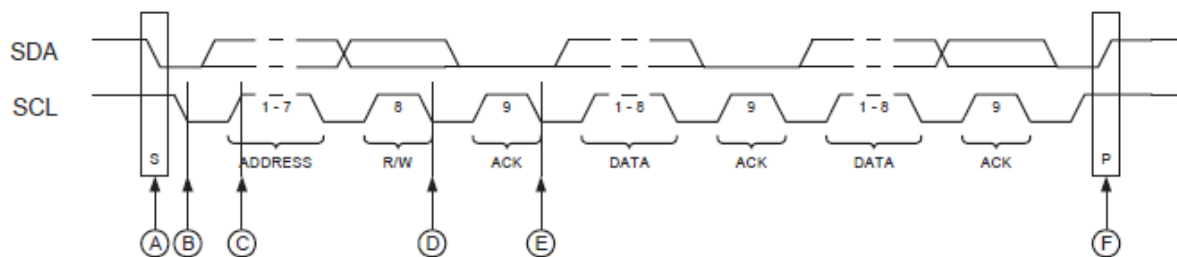 SDA
SCL 1 - 7 8 9 1 - 8 9 1 - 8 9
S ADDRESS R/W ACK DATA ACK DATA ACK P
A B C D E F